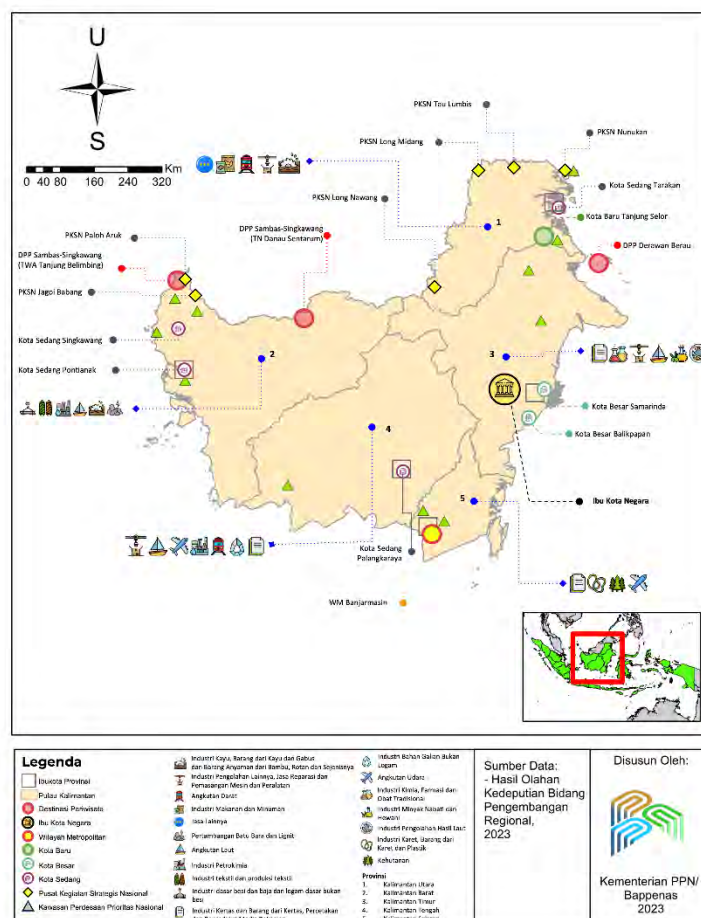 U
S
Km
0 20 40 80 160 240 320
PKSN Tou Lumbis
PKSN Long Midang
PKSN Nunukan
PKSN Long Nawang
Kota Sedang Tarakan
Kota Baru Tanjung Selor
DPP Derawan Berau
PKSN Paloh Aruk
DPP Sambas-Singkawang
(TN Danau Sentarum)
DPP Sambas-Singkawang
(TWA Tanjung Belimbing)
PKSN Jagoi Babang
Kota Sedang Singkawang
Kota Sedang Pontianak
1
2
3
4
5
Kota Besar Samarinda
Kota Besar Balikpapan
Ibu Kota Negara
Kota Sedang
Palangkaraya
WM Banjarmasin
Legenda
Ibukota Provinsi
Pulau Kalimantan
Destinasi Pariwisata
Ibu Kota Negara
Wilayah Metropolitan
Kota Baru
Kota Besar
Kota Sedang
Pusat Kegiatan Strategis Nasional
Kawasan Perdesaan Prioritas Nasional
Industri Kayu, Barang dari Kayu dan Gabus
dan Barang Anyaman dari Bambu, Rotan dan Sejenisnya
Industri Pengolahan Lainnya, Jasa Reparasi dan
Pemasangan Mesin dan Peralatan
Angkutan Darat
Industri Makanan dan Minuman
Jasa Lainnya
Pertambangan Batu Bara dan Lignit
Angkutan Laut
Industri Petrokimia
Industri tekstil dan produksi tekstil
Industri dasar besi dan baja dan logam dasar bukan
besi
Industri Kertas dan Barang dari Kertas, Percetakan
Industri Bahan Galian Bukan
Logam
Angkutan Udara
Industri Kimia, Farmasi dan
Obat Tradisional
Industri Minyak Nabati dan
Hewani
Industri Pengolahan Hasil Laut
Industri Karet, Barang dari
Karet dan Plastik
Kehutanan
Provinsi
1. Kalimantan Utara
2. Kalimantan Barat
3. Kalimantan Timur
4. Kalimantan Tengah
Sumber Data:
- Hasil Olahan
Kedeputian Bidang
Pengembangan
Regional,
2023
Disusun Oleh:
Kementerian PPN/
Bappenas
2023